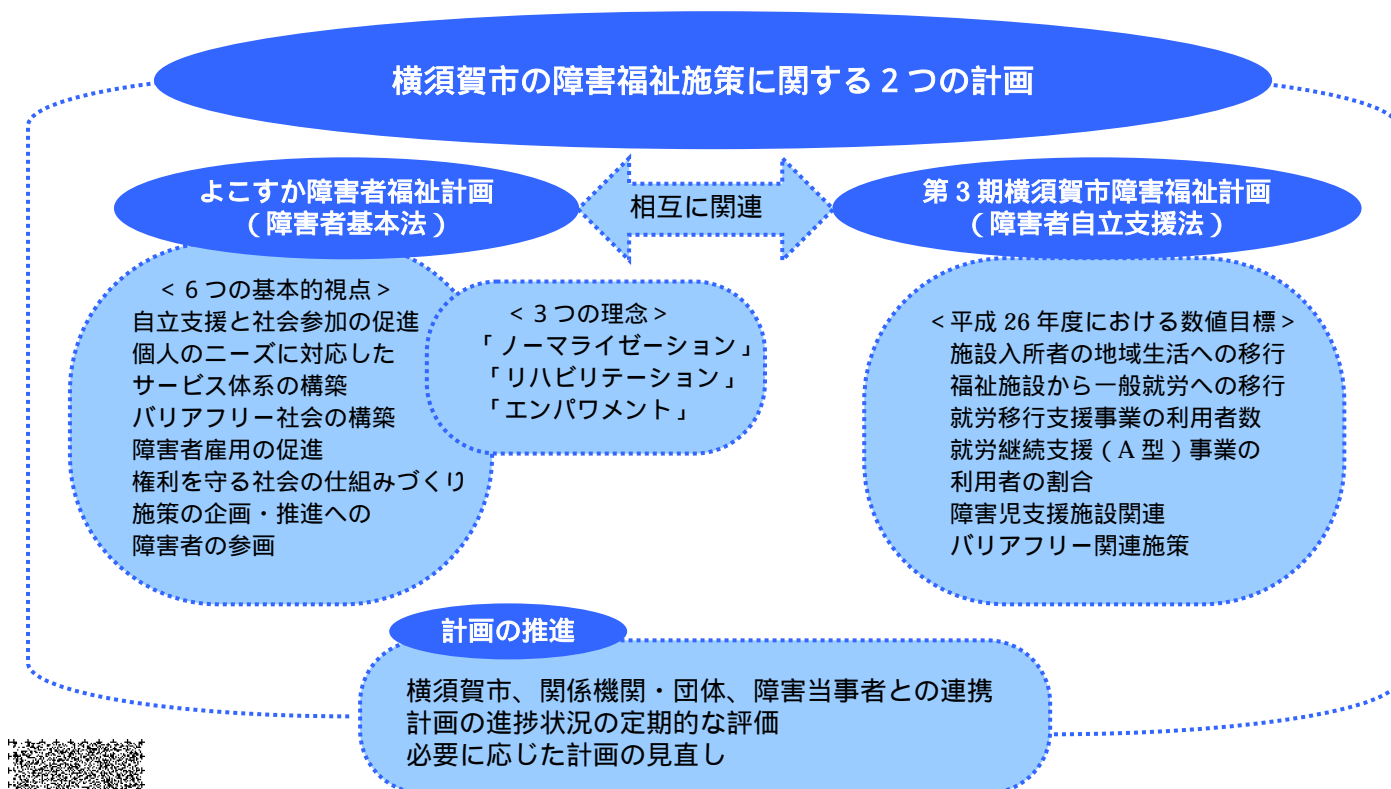 横須賀市の障害福祉施策に関する２つの計画
よこすか障害者福祉計画
（障害者基本法）
相互に関連
第３期横須賀市障害福祉計画
（障害者自立支援法）
＜６つの基本的視点＞
自立支援と社会参加の促進
個人のニーズに対応した
サービス体系の構築
バリアフリー社会の構築
障害者雇用の促進
権利を守る社会の仕組みづくり
施策の企画・推進への
障害者の参画
＜３つの理念＞
「ノーマライゼーション」
「リハビリテーション」
「エンパワメント」
＜平成 26 年度における数値目標＞
施設入所者の地域生活への移行
福祉施設から一般就労への移行
就労移行支援事業の利用者数
就労継続支援（A 型）事業の
利用者の割合
障害児支援施設関連
バリアフリー関連施策
計画の推進
横須賀市、関係機関・団体、障害当事者との連携
計画の進捗状況の定期的な評価
必要に応じた計画の見直し